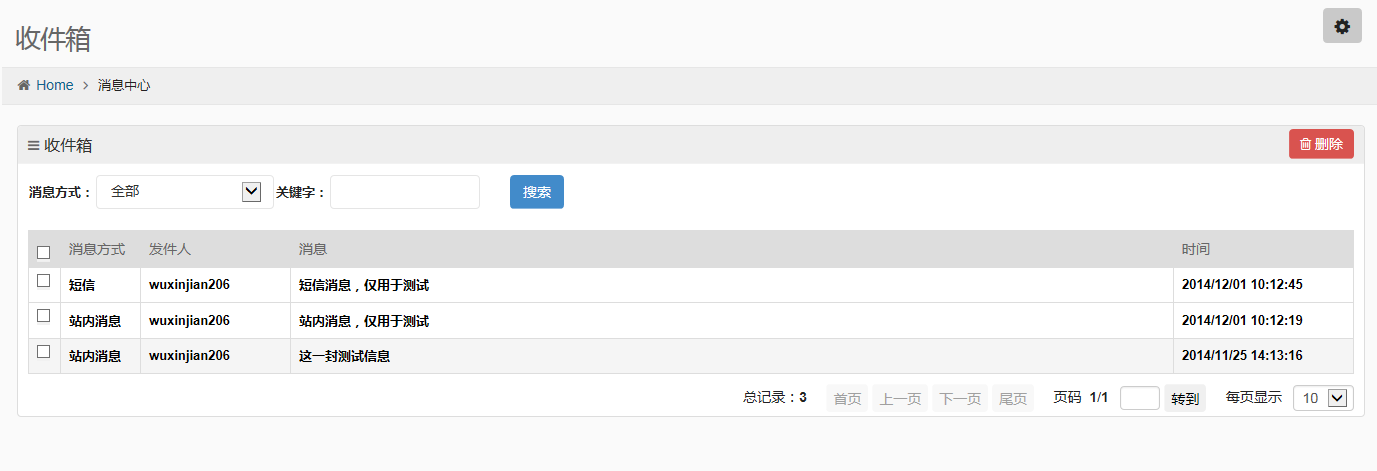 收件箱
Home 消息中心
收件箱 删除
消息方式： 全部 关键字： 搜索
消息方式 发件人 消息 时间
短信 wuxinjian206 短信消息，仅用于测试 2014/12/01 10:12:45
站内消息 wuxinjian206 站内消息，仅用于测试 2014/12/01 10:12:19
站内消息 wuxinjian206 这一封测试信息 2014/11/25 14:13:16
总记录：3 首页 上一页 下一页 尾页 页码 1/1 转到 每页显示 10